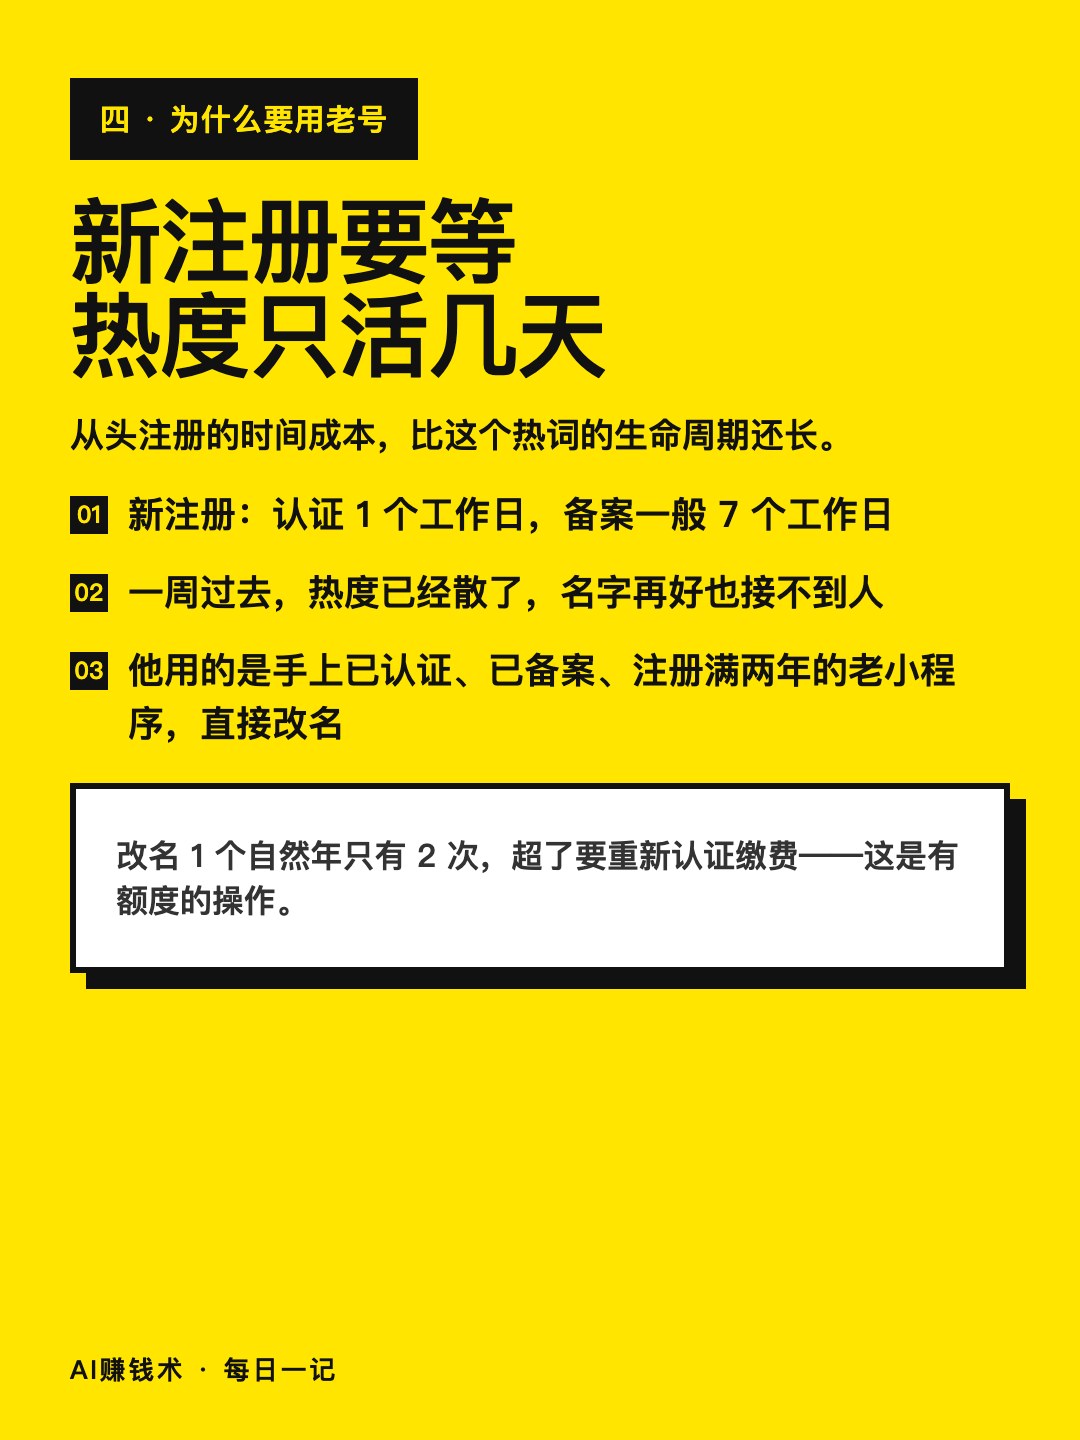 四 · 为什么要用老号
新注册要等
热度只活几天
从头注册的时间成本，比这个热词的生命周期还长。
01 新注册：认证 1 个工作日，备案一般 7 个工作日
02 一周过去，热度已经散了，名字再好也接不到人
03 他用的是手上已认证、已备案、注册满两年的老小程
序，直接改名
改名 1 个自然年只有 2 次，超了要重新认证缴费——这是有
额度的操作。
AI赚钱术 · 每日一记